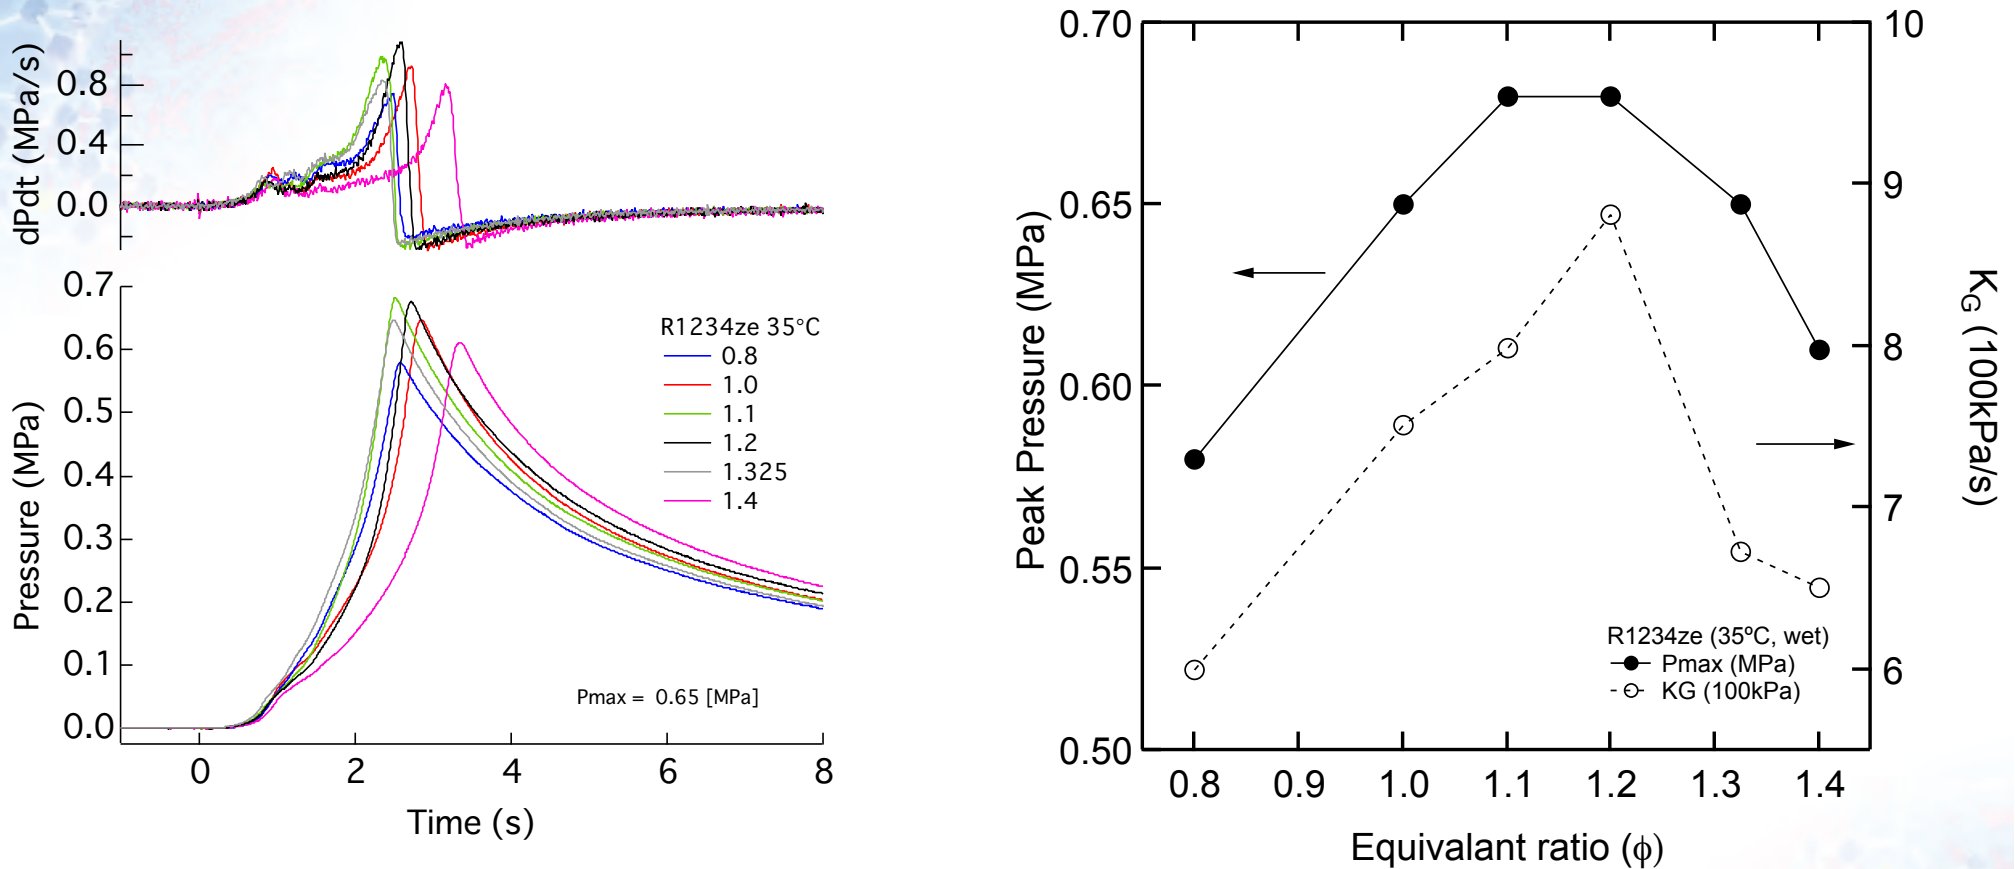 dPdt (MPa/s)
0.8
0.4
0.0
Pressure (MPa)
0.7
0.6
0.5
0.4
0.3
0.2
0.1
0.0
R1234ze 35°C
0.8
1.0
1.1
1.2
1.325
1.4
Pmax = 0.65 [MPa]
0 2 4 6 8
Time (s)
Peak Pressure (MPa)
0.70
0.65
0.60
0.55
0.50
10
9
8
7
6
K_G (100kPa/s)
R1234ze (35ºC, wet)
Pmax (MPa)
KG (100kPa)
0.8 0.9 1.0 1.1 1.2 1.3 1.4
Equivalant ratio (ϕ)